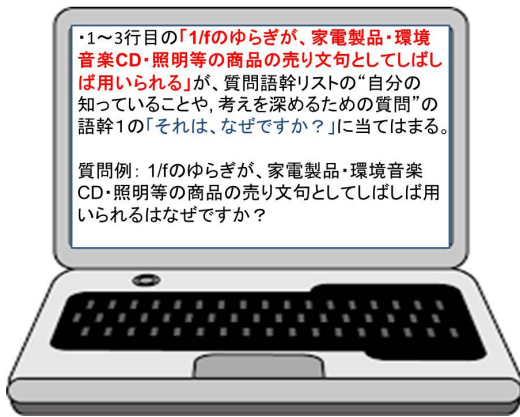 ・1～3行目の「1/fのゆらぎが、家電製品・環境
音楽CD・照明等の商品の売り文句としてしばし
ば用いられる」が、質問語幹リストの“自分の
知っていることや,考えを深めるための質問”の
語幹１の「それは、なぜですか？」に当てはまる。
質問例： 1/fのゆらぎが、家電製品・環境音楽
CD・照明等の商品の売り文句としてしばしば用
いられるはなぜですか？